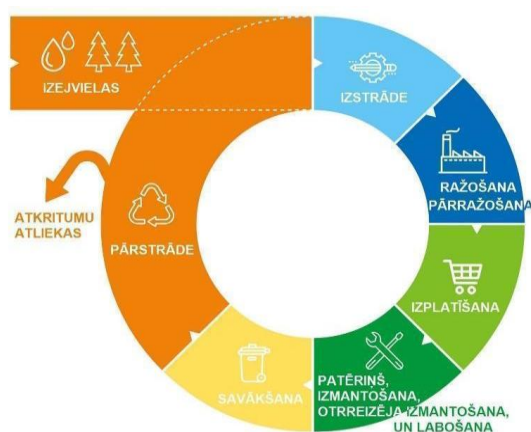 IZEJVIELAS
IZSTRĀDE
RAŽOŠANA
PĀRRAŽOŠANA
IZPLATĪŠANA
PATĒRIŅŠ,
IZMANTOŠANA,
OTRREIZĒJA IZMANTOŠANA,
UN LABOŠANA
SAVĀKŠANA
PĀRSTRĀDE
ATKRITUMU
ATLIEKAS